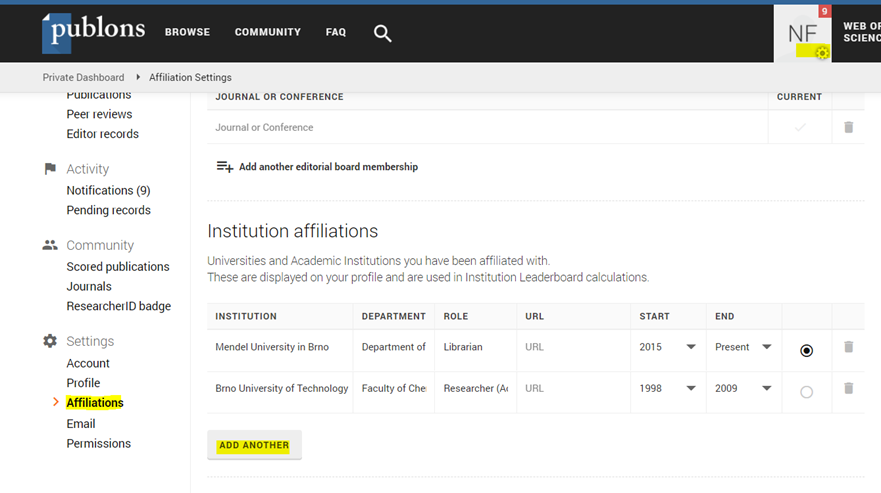 publons
BROWSE
COMMUNITY
FAQ
9
NF
WEB OF
SCIENC
Private Dashboard
Affiliation Settings
Publications
Peer reviews
Editor records
Activity
Notifications (9)
Pending records
Community
Scored publications
Journals
ResearcherID badge
Settings
Account
Profile
Affiliations
Email
Permissions
JOURNAL OR CONFERENCE
CURRENT
Journal or Conference
Add another editorial board membership
Institution affiliations
Universities and Academic Institutions you have been affiliated with.
These are displayed on your profile and are used in Institution Leaderboard calculations.
INSTITUTION DEPARTMENT ROLE URL START END
Mendel University in Brno Department of Librarian URL 2015 Present
Brno University of Technology Faculty of Che Researcher (Ac URL 1998 2009
ADD ANOTHER